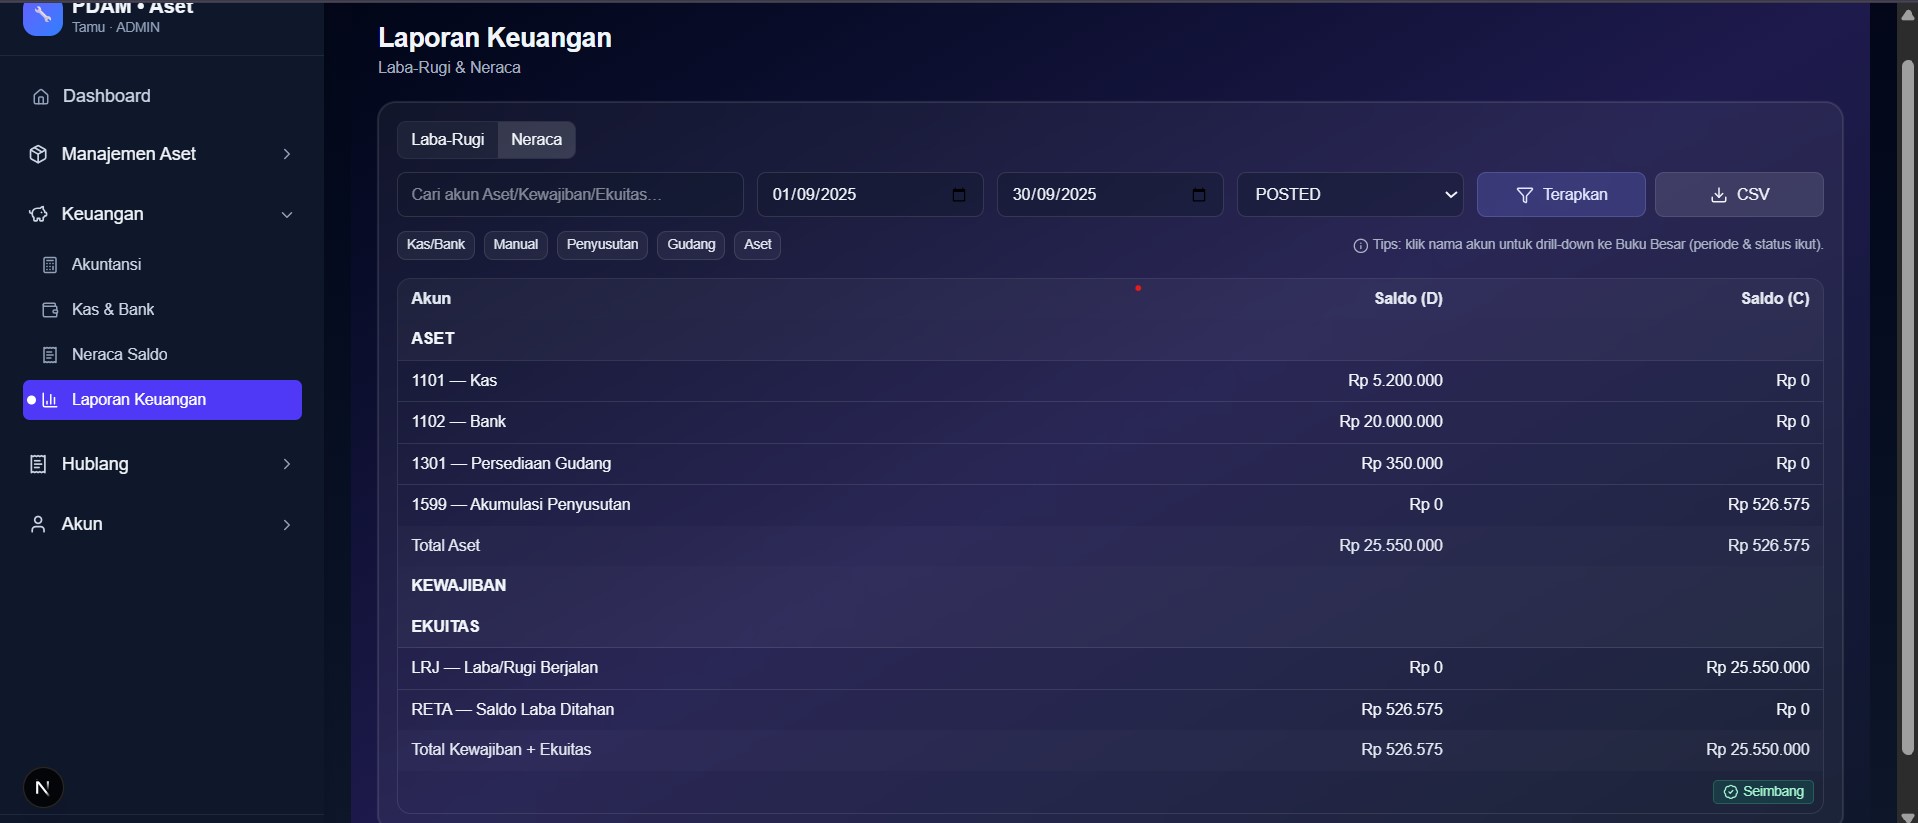 PDAM • Aset
Tamu · ADMIN
Dashboard
Manajemen Aset
Keuangan
Akuntansi
Kas & Bank
Neraca Saldo
Laporan Keuangan
Hublang
Akun
N
Laporan Keuangan
Laba-Rugi & Neraca
Laba-Rugi Neraca
Cari akun Aset/Kewajiban/Ekuitas... 01/09/2025 30/09/2025 POSTED Terapkan CSV
Kas/Bank Manual Penyusutan Gudang Aset Tips: klik nama akun untuk drill-down ke Buku Besar (periode & status ikut).
Akun Saldo (D) Saldo (C)
ASET
1101 — Kas Rp 5.200.000 Rp 0
1102 — Bank Rp 20.000.000 Rp 0
1301 — Persediaan Gudang Rp 350.000 Rp 0
1599 — Akumulasi Penyusutan Rp 0 Rp 526.575
Total Aset Rp 25.550.000 Rp 526.575
KEWAJIBAN
EKUITAS
LRJ — Laba/Rugi Berjalan Rp 0 Rp 25.550.000
RETA — Saldo Laba Ditahan Rp 526.575 Rp 0
Total Kewajiban + Ekuitas Rp 526.575 Rp 25.550.000
Seimbang